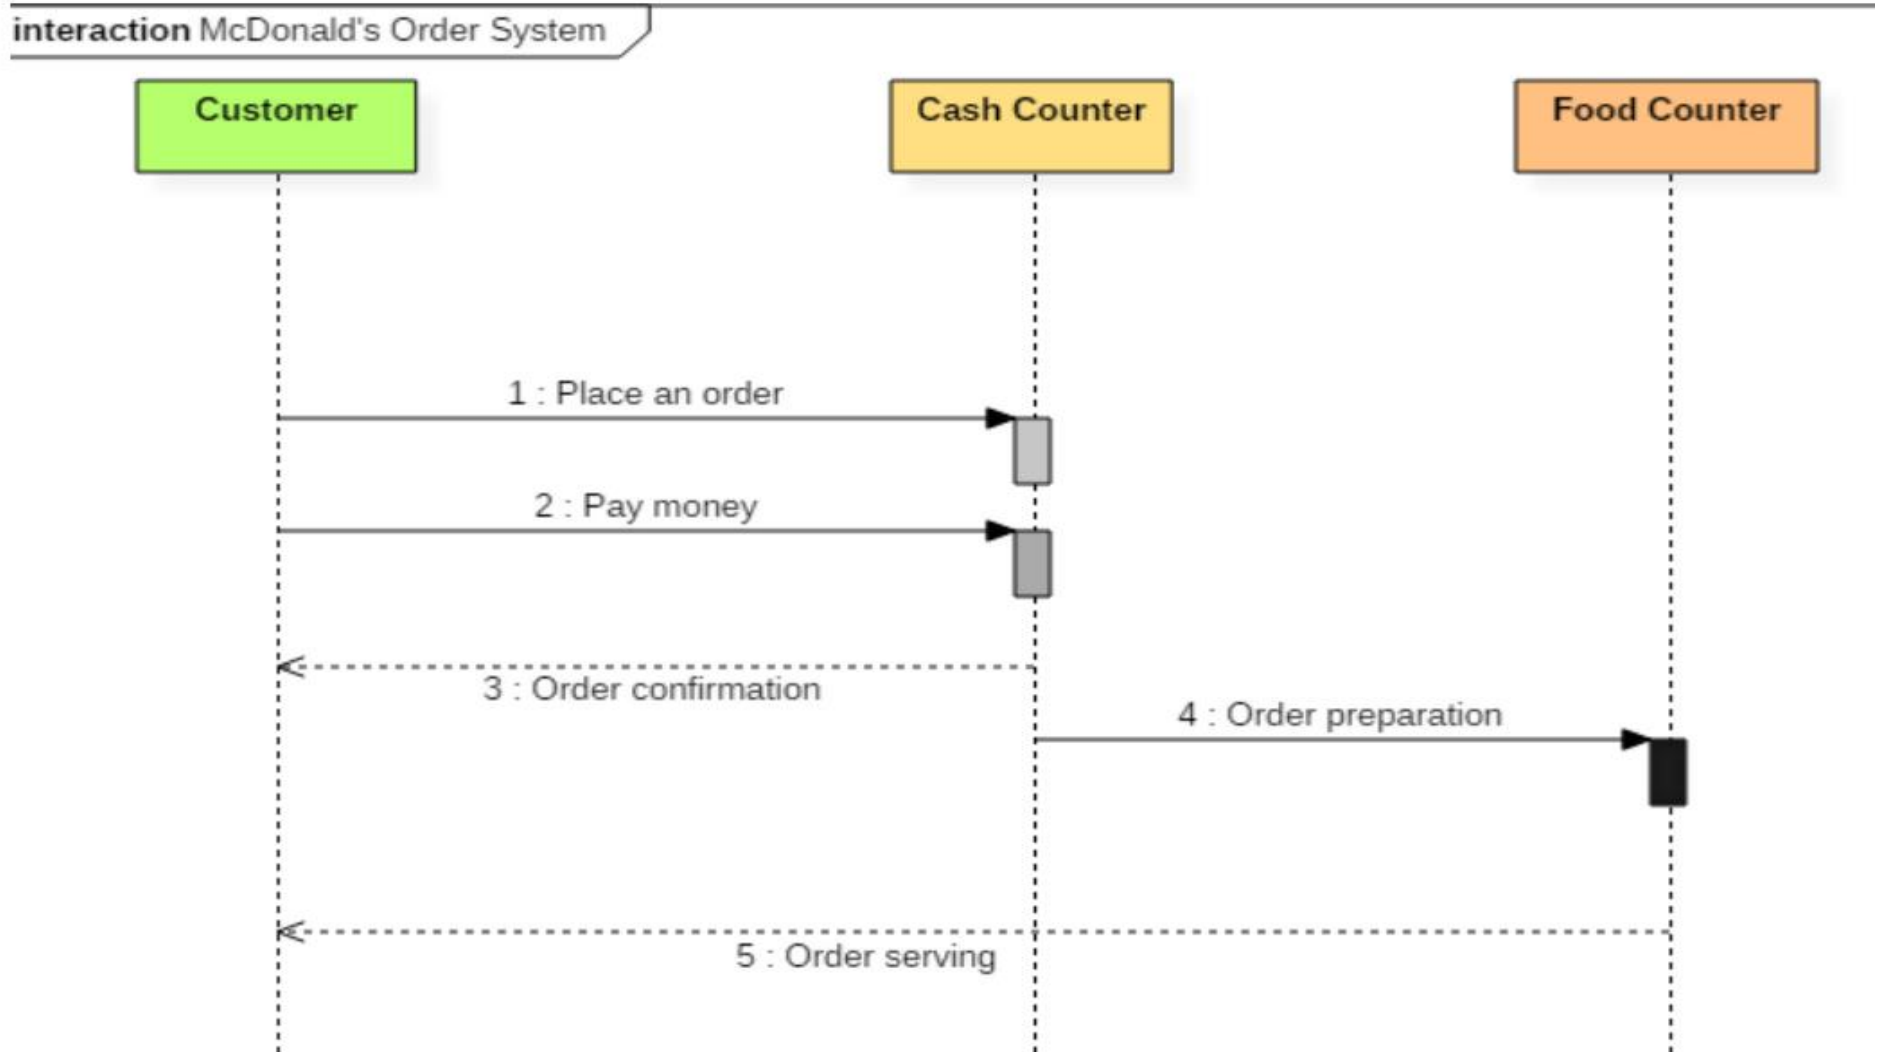 interaction McDonald's Order System
Customer
Cash Counter
Food Counter
1 : Place an order
2 : Pay money
3 : Order confirmation
4 : Order preparation
5 : Order serving